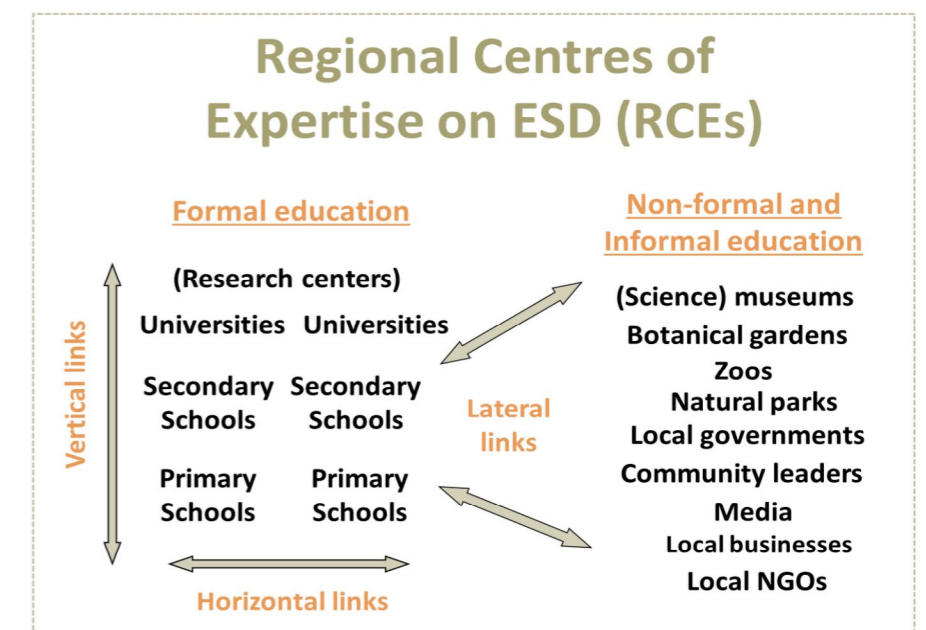 Regional Centres of
Expertise on ESD (RCEs)
Formal education
(Research centers)
Universities Universities
Secondary Secondary
Schools Schools
Primary Primary
Schools Schools
Vertical links
Horizontal links
Lateral
links
Non-formal and
Informal education
(Science) museums
Botanical gardens
Zoos
Natural parks
Local governments
Community leaders
Media
Local businesses
Local NGOs